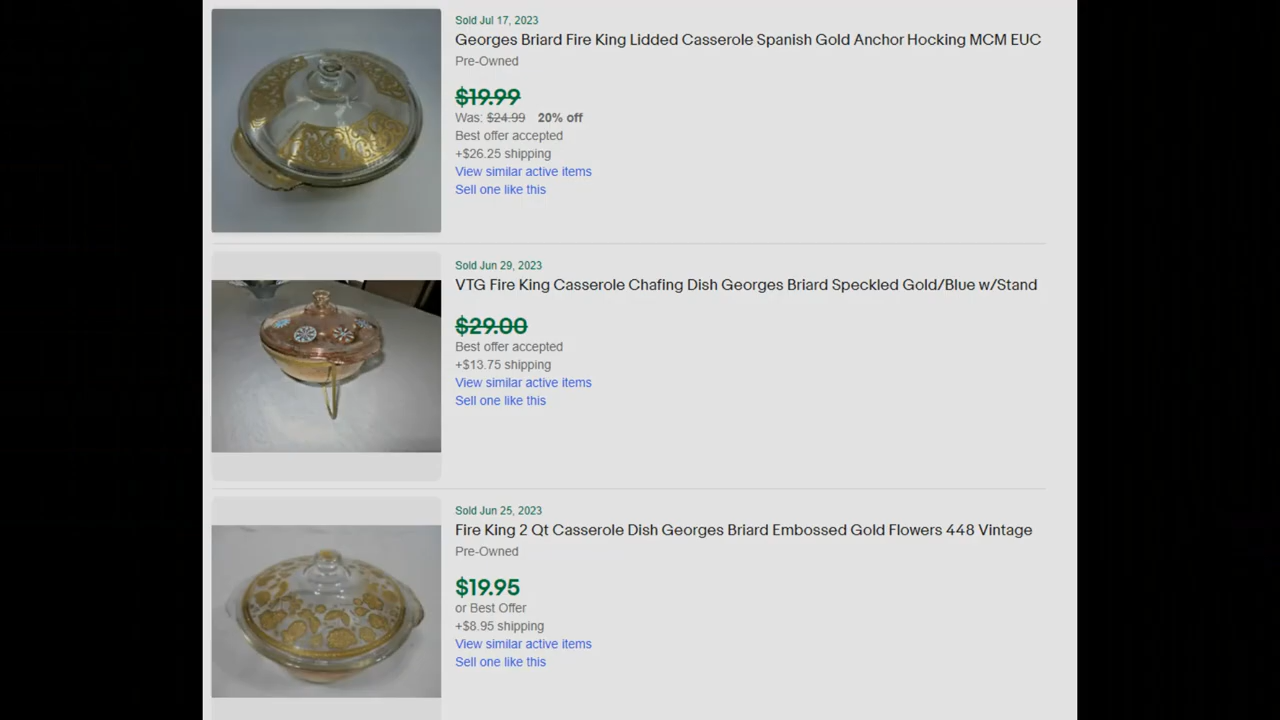 Sold Jul 17, 2023
Georges Briard Fire King Lidded Casserole Spanish Gold Anchor Hocking MCM EUC
Pre-Owned
$19.99
Was: $24.99 20% off
Best offer accepted
+$26.25 shipping
View similar active items
Sell one like this
Sold Jun 29, 2023
VTG Fire King Casserole Chafing Dish Georges Briard Speckled Gold/Blue w/Stand
$29.00
Best offer accepted
+$13.75 shipping
View similar active items
Sell one like this
Sold Jun 25, 2023
Fire King 2 Qt Casserole Dish Georges Briard Embossed Gold Flowers 448 Vintage
Pre-Owned
$19.95
or Best Offer
+$8.95 shipping
View similar active items
Sell one like this